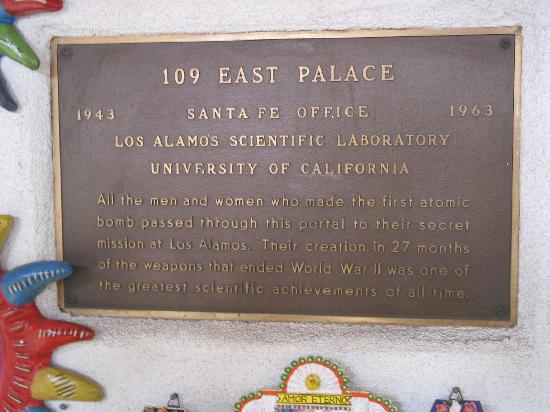 109 EAST PALACE
1943 SANTA FE OFFICE 1963
LOS ALAMOS SCIENTIFIC LABORATORY
UNIVERSITY OF CALIFORNIA
All the men and women who made the first atomic
bomb passed through this portal to their secret
mission at Los Alamos. Their creation in 27 months
of the weapons that ended World War II was one of
the greatest scientific achievements of all time.
AMOR ETERNO